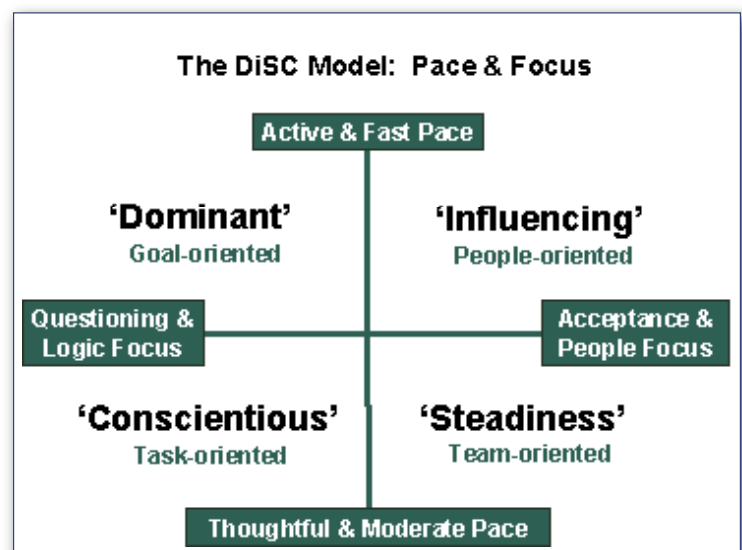 The DiSC Model: Pace & Focus
Active & Fast Pace
‘Dominant’
Goal-oriented
‘Influencing’
People-oriented
Questioning &
Logic Focus
Acceptance &
People Focus
‘Conscientious’
Task-oriented
‘Steadiness’
Team-oriented
Thoughtful & Moderate Pace